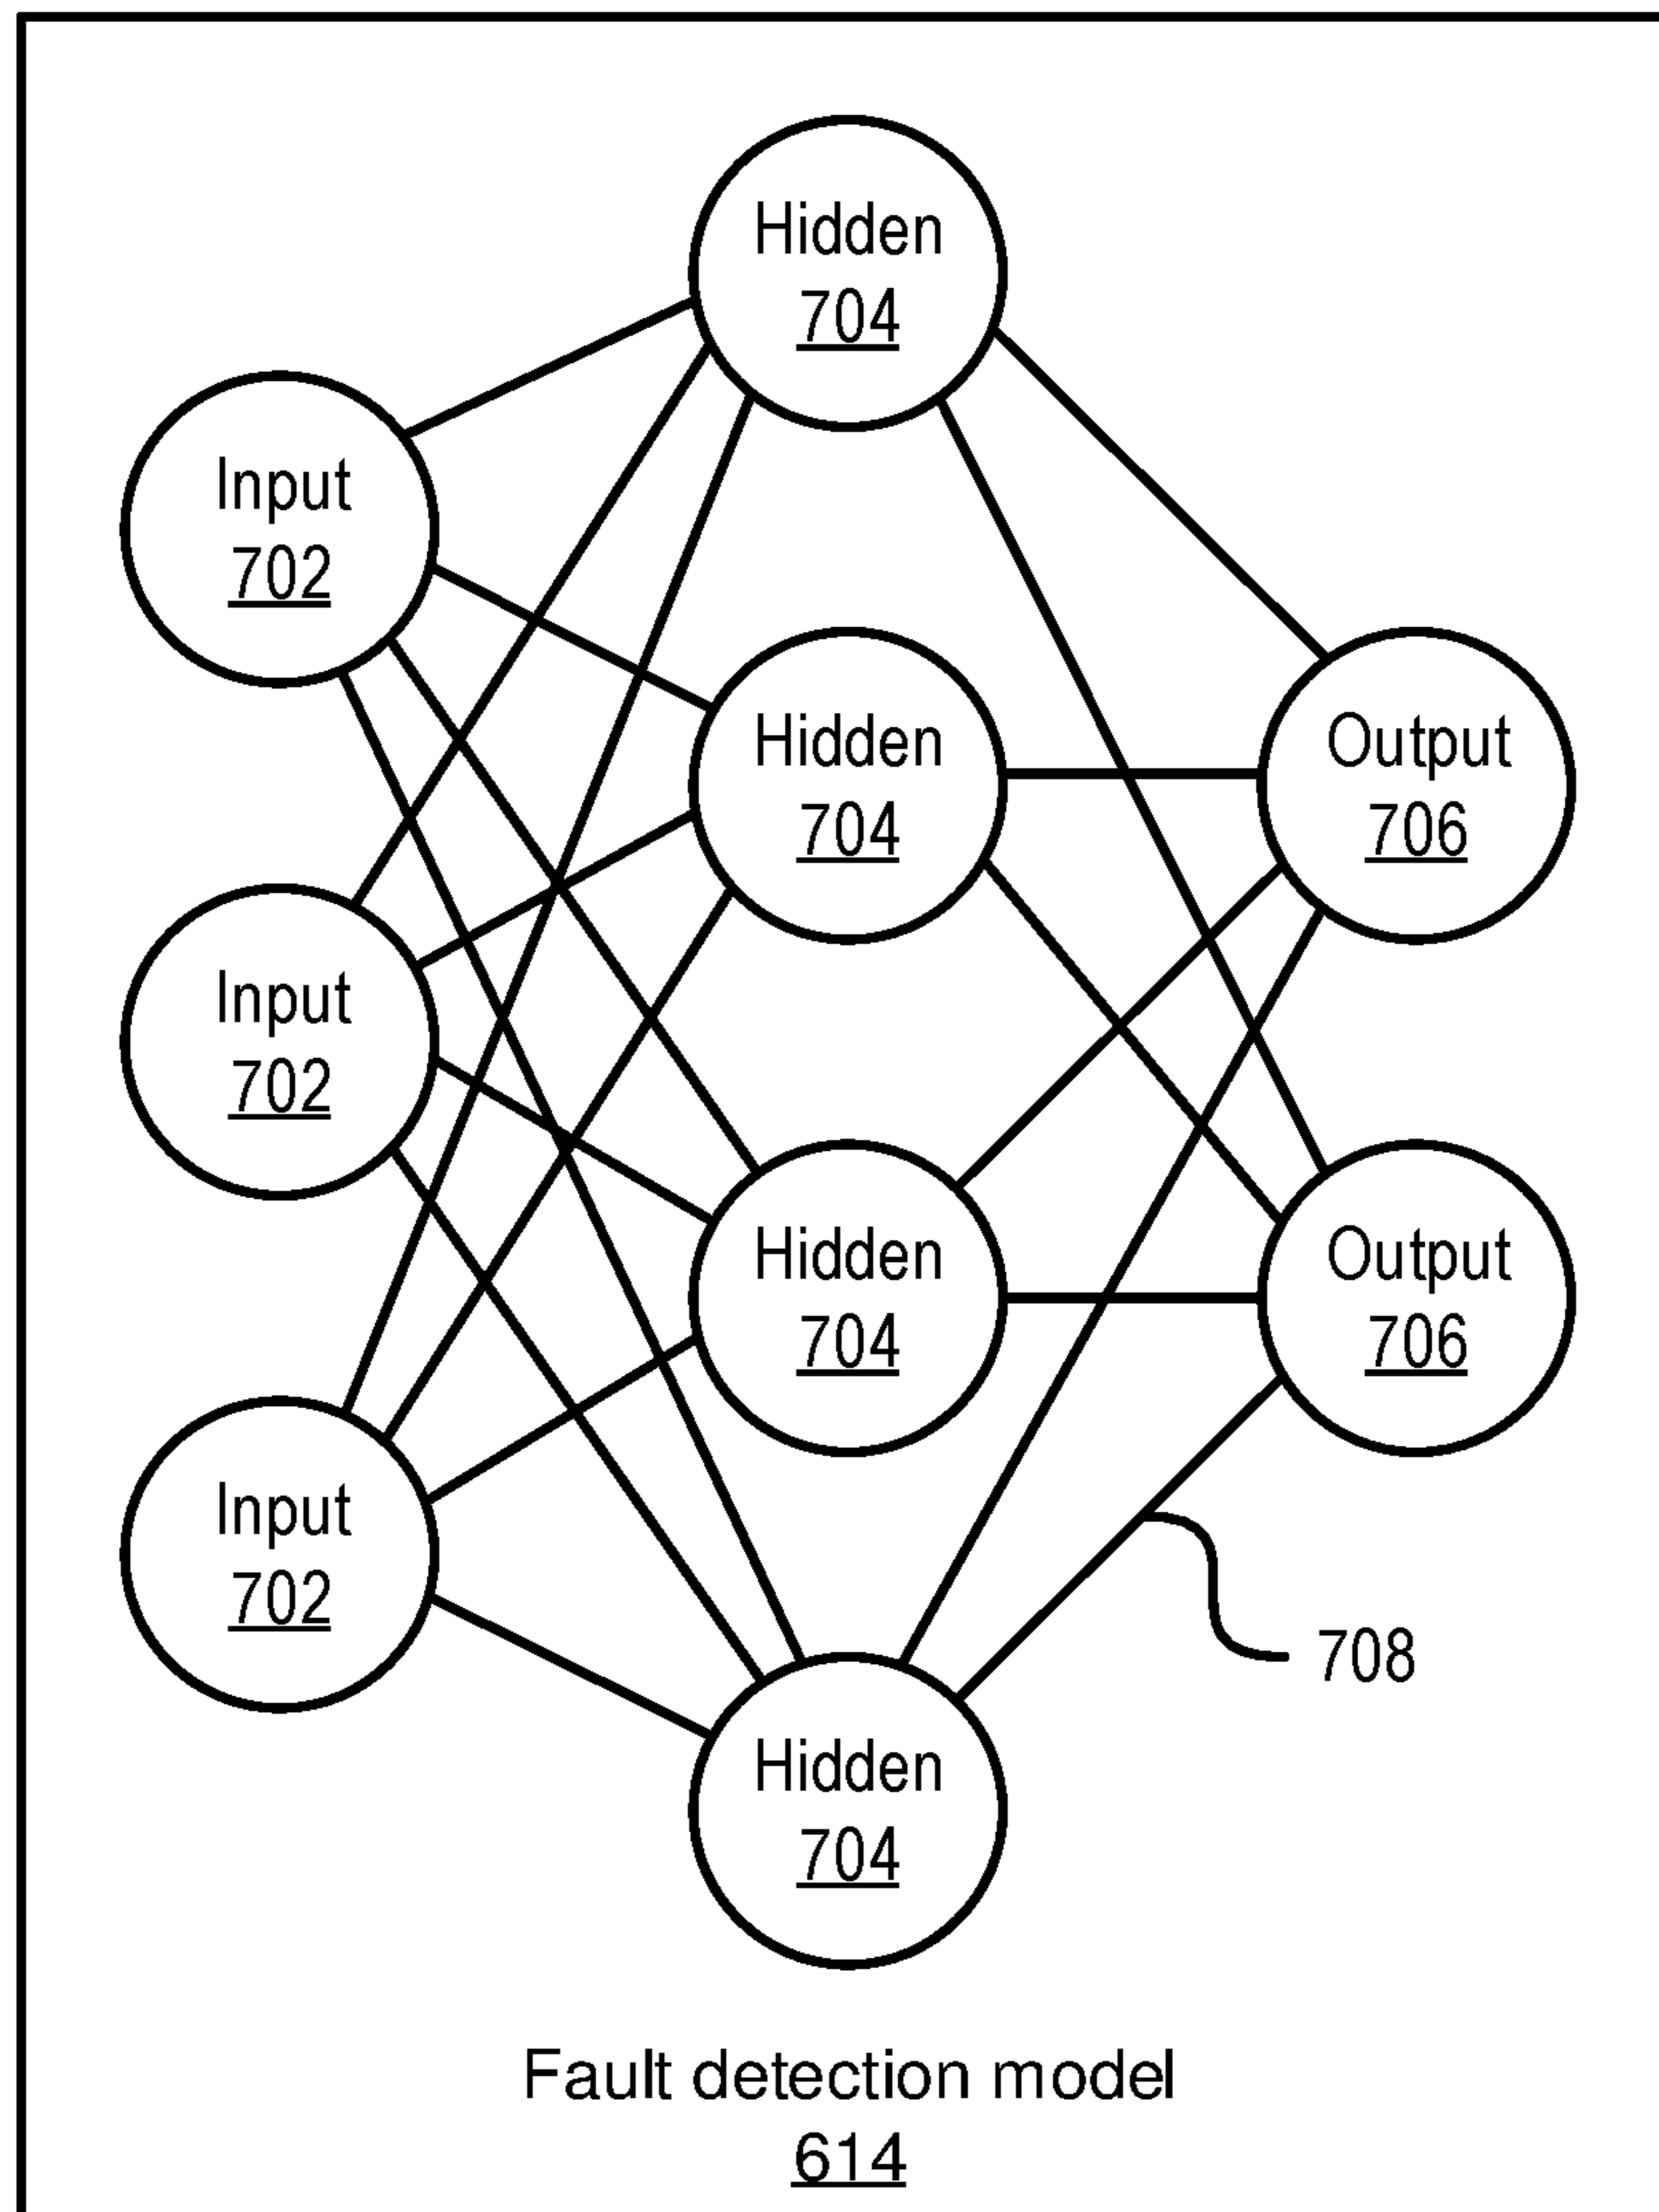 Hidden
704
Input
702
Hidden
704
Output
706
Input
702
Hidden
704
Output
706
Input
702
708
Hidden
704
Fault detection model
614